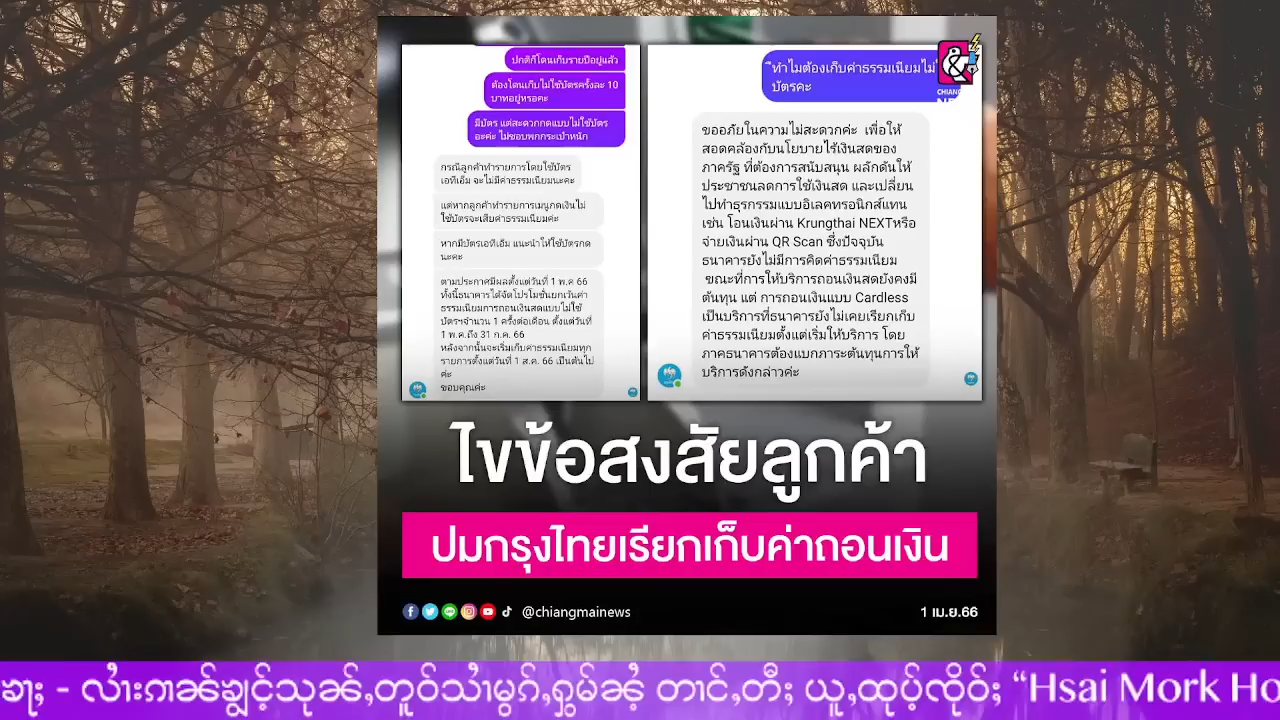 ปกติก็โดนเก็บรายปีอยู่แล้ว
ต้องโดนเก็บไม่ใช้บัตรครั้งละ 10
บาทอยู่หรอคะ
มีบัตร แต่สะดวกกดแบบไม่ใช้บัตร
อะค่ะ ไม่ชอบพกกระเป๋าหนัก
กรณีลูกค้าทำรายการโดยใช้บัตร
เอทีเอ็ม จะไม่มีค่าธรรมเนียมนะคะ
แต่หากลูกค้าทำรายการเมนูกดเงินไม่
ใช้บัตรจะเสียค่าธรรมเนียมค่ะ
หากมีบัตรเอทีเอ็ม แนะนำให้ใช้บัตรกด
นะคะ
ตามประกาศมีผลตั้งแต่วันที่ 1 พ.ค 66
ทั้งนี้ธนาคารได้จัดโปรโมชั่นยกเว้นค่า
ธรรมเนียมการถอนเงินสดแบบไม่ใช้
บัตรฯจำนวน 1 ครั้งต่อเดือน ตั้งแต่วันที่
1 พ.ค.ถึง 31 ก.ค. 66
หลังจากนั้นจะเริ่มเก็บค่าธรรมเนียมทุก
รายการตั้งแต่วันที่ 1 ส.ค. 66 เป็นต้นไป
ค่ะ
ขอบคุณค่ะ
ทำไมต้องเก็บค่าธรรมเนียมไม่
บัตรคะ
ขออภัยในความไม่สะดวกค่ะ เพื่อให้
สอดคล้องกับนโยบายไร้เงินสดของ
ภาครัฐ ที่ต้องการสนับสนุน ผลักดันให้
ประชาชนลดการใช้เงินสด และเปลี่ยน
ไปทำธุรกรรมแบบอิเลคทรอนิกส์แทน
เช่น โอนเงินผ่าน Krungthai NEXTหรือ
จ่ายเงินผ่าน QR Scan ซึ่งปัจจุบัน
ธนาคารยังไม่มีการคิดค่าธรรมเนียม
ขณะที่การให้บริการถอนเงินสดยังคงมี
ต้นทุน แต่ การถอนเงินแบบ Cardless
เป็นบริการที่ธนาคารยังไม่เคยเรียกเก็บ
ค่าธรรมเนียมตั้งแต่เริ่มให้บริการ โดย
ภาคธนาคารต้องแบกภาระต้นทุนการให้
บริการดังกล่าวค่ะ
ไขข้อสงสัยลูกค้า
ปมกรุงไทยเรียกเก็บค่าถอนเงิน
@chiangmainews
1 เม.ย.66
ၶႃႈ - လၢႆးၵၢၼ်ၶျွင့်သုၼ်ႇတူဝ်သၢႆမွၵ်ႇႁွမ်ၼႆႉ တၢင်ႇတီႈ ယူႇထုပ့်လိုဝ်ႈ “Hsai Mork Ho